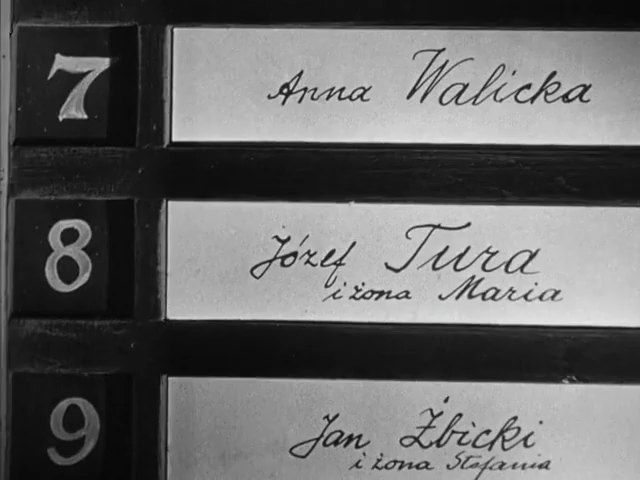 7 Anna Walicka
8 Józef Tura
i żona Maria
9 Jan Żbicki
i żona Stefania